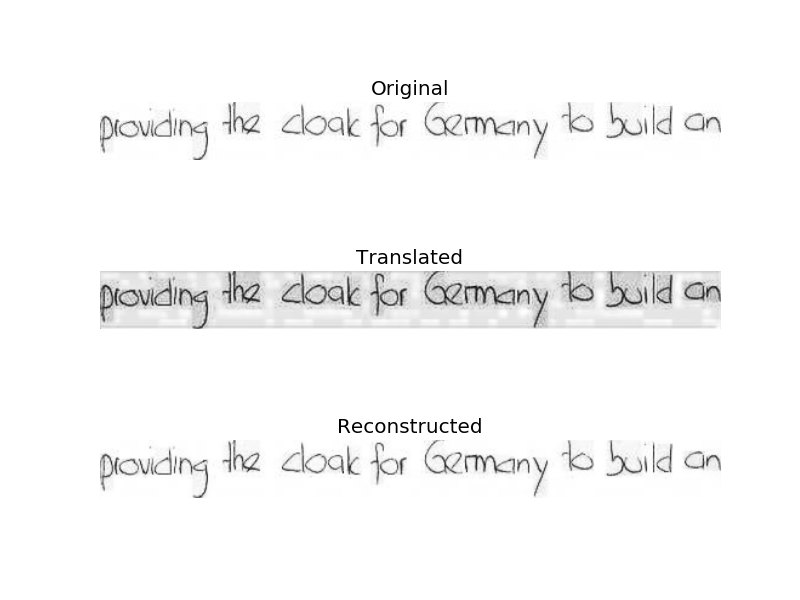 Original
providing the cloak for Germany to build an
Translated
providing the cloak for Germany to build an
Reconstructed
providing the cloak for Germany to build an